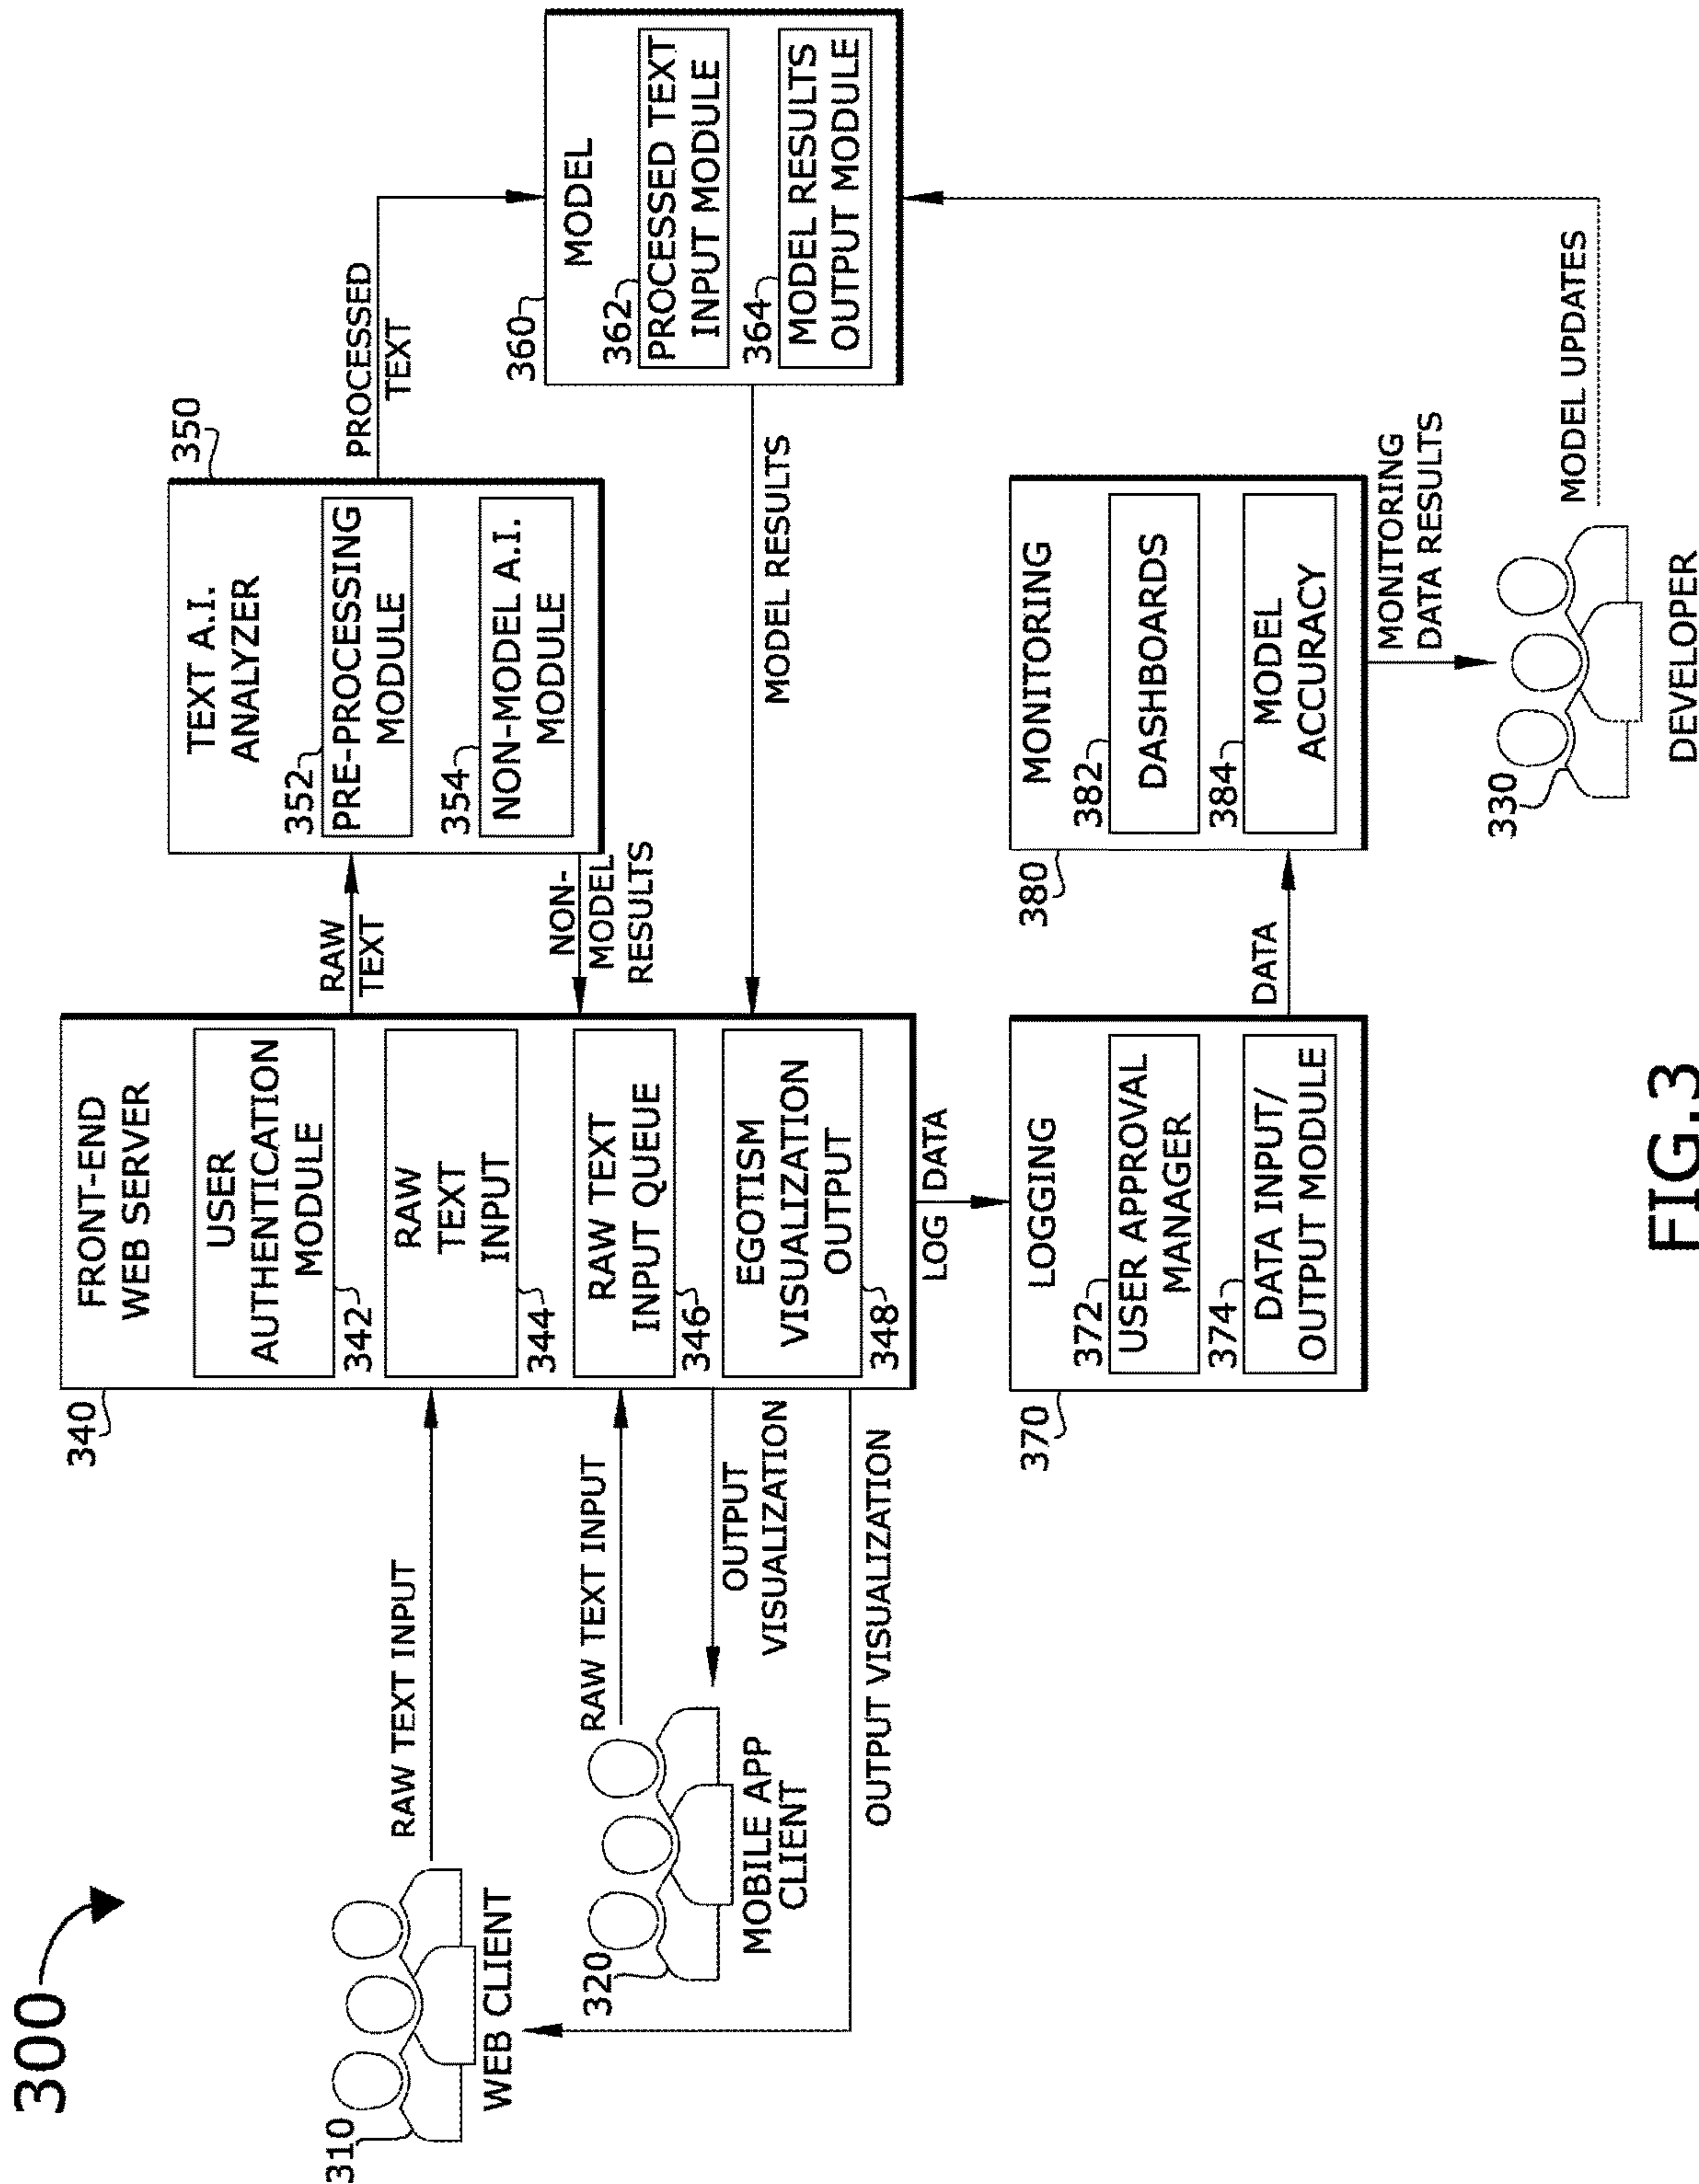 300
310
WEB CLIENT
RAW TEXT INPUT
320
MOBILE APP
CLIENT
RAW TEXT INPUT
OUTPUT
VISUALIZATION
OUTPUT VISUALIZATION
340
FRONT-END
WEB SERVER
USER
AUTHENTICATION
MODULE
342
RAW
TEXT
INPUT
344
RAW TEXT
INPUT QUEUE
346
EGOTISM
VISUALIZATION
OUTPUT
348
RAW
TEXT
NON-
MODEL
RESULTS
350
TEXT A.I.
ANALYZER
352
PRE-PROCESSING
MODULE
354
NON-MODEL A.I.
MODULE
PROCESSED
TEXT
360
MODEL
362
PROCESSED TEXT
INPUT MODULE
364
MODEL RESULTS
OUTPUT MODULE
MODEL RESULTS
LOG DATA
370
LOGGING
372
USER APPROVAL
MANAGER
374
DATA INPUT/
OUTPUT MODULE
DATA
380
MONITORING
382
DASHBOARDS
384
MODEL
ACCURACY
MONITORING
DATA RESULTS
330
DEVELOPER
MODEL UPDATES
FIG.3